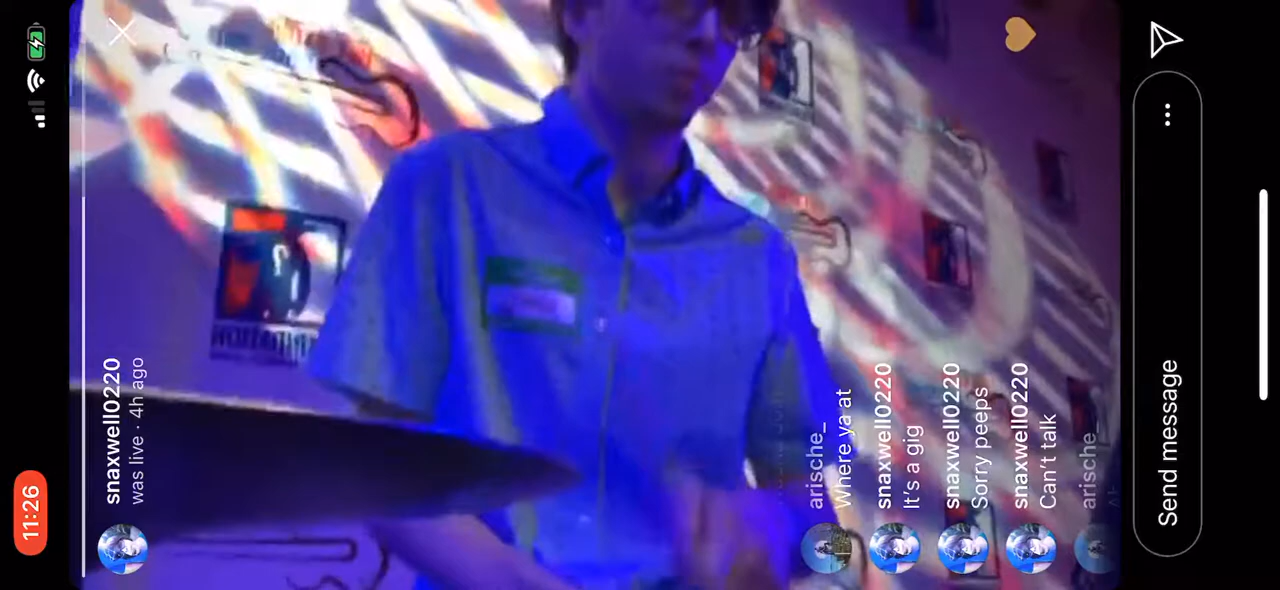 11:26
snaxwell0220
was live · 4h ago
arische_
Where ya at
snaxwell0220
It's a gig
snaxwell0220
Sorry peeps
snaxwell0220
Can't talk
arische_
Send message